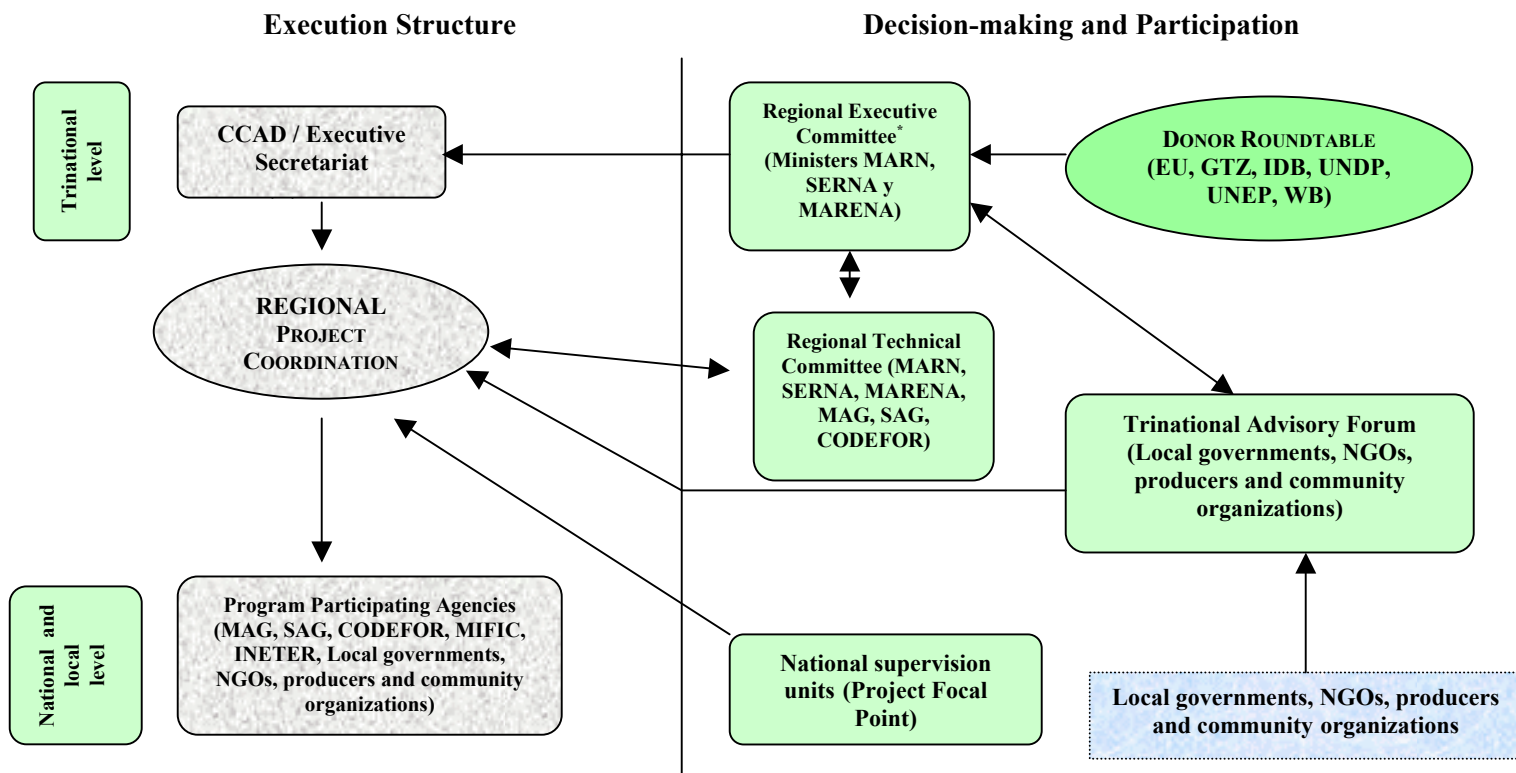 Execution Structure
Decision-making and Participation
Trinational
level
CCAD / Executive
Secretariat
Regional Executive
Committee*
(Ministers MARN,
SERNA y
MARENA)
DONOR ROUNDTABLE
(EU, GTZ, IDB, UNDP,
UNEP, WB)
REGIONAL
PROJECT
COORDINATION
Regional Technical
Committee (MARN,
SERNA, MARENA,
MAG, SAG,
CODEFOR)
Trinational Advisory Forum
(Local governments, NGOs,
producers and community
organizations)
National and
local
level
Program Participating Agencies
(MAG, SAG, CODEFOR, MIFIC,
INETER, Local governments,
NGOs, producers and community
organizations)
National supervision
units (Project Focal
Point)
Local governments, NGOs, producers
and community organizations